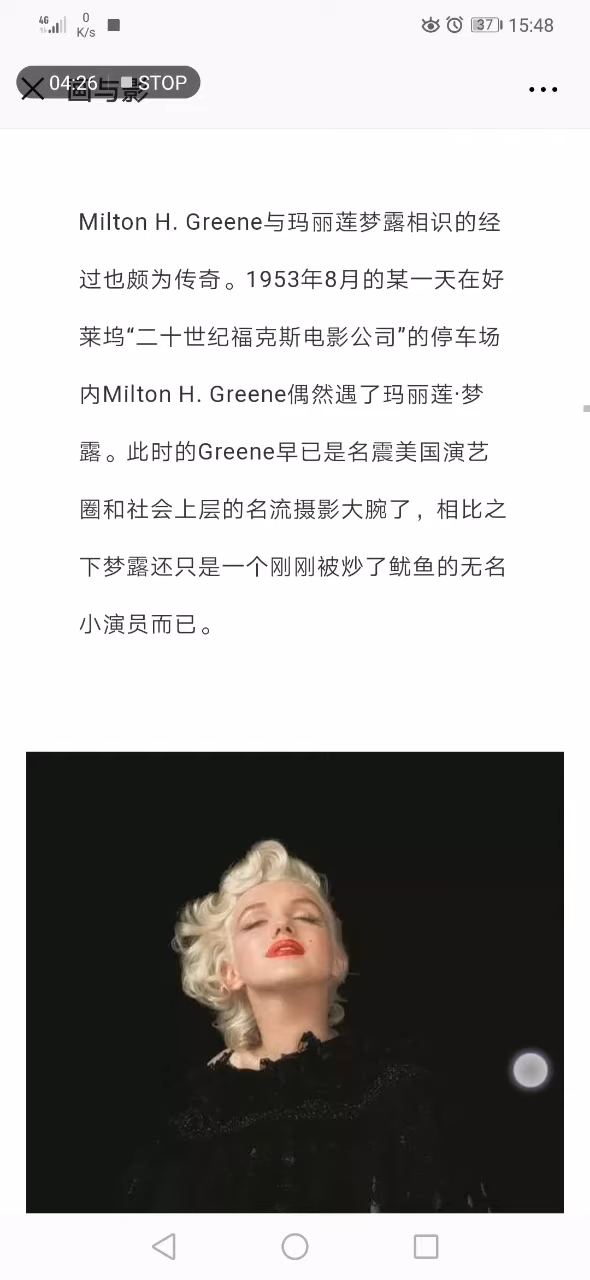 4G
0
K/s
37
15:48
04:26
STOP
画与影
Milton H. Greene与玛丽莲梦露相识的经
过也颇为传奇。1953年8月的某一天在好
莱坞“二十世纪福克斯电影公司”的停车场
内Milton H. Greene偶然遇了玛丽莲·梦
露。此时的Greene早已是名震美国演艺
圈和社会上层的名流摄影大腕了，相比之
下梦露还只是一个刚刚被炒了鱿鱼的无名
小演员而已。